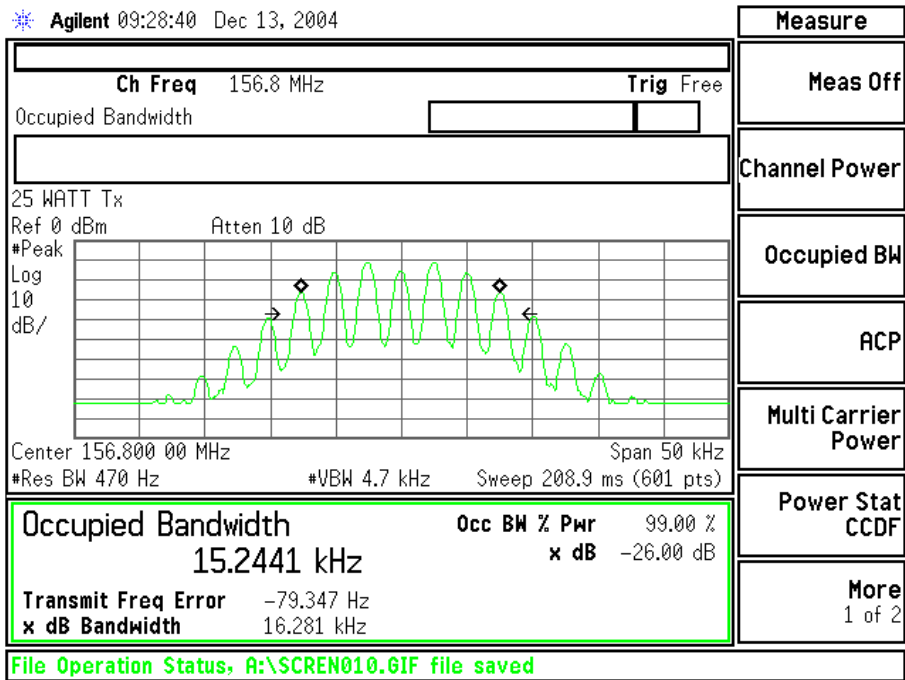 Agilent 09:28:40 Dec 13, 2004
Measure
Ch Freq 156.8 MHz Trig Free
Occupied Bandwidth
25 WATT Tx
Ref 0 dBm Atten 10 dB
#Peak
Log
10
dB/
Center 156.800 00 MHz Span 50 kHz
#Res BW 470 Hz #VBW 4.7 kHz Sweep 208.9 ms (601 pts)
Occupied Bandwidth Occ BW % Pwr 99.00 %
15.2441 kHz x dB -26.00 dB
Transmit Freq Error -79.347 Hz
x dB Bandwidth 16.281 kHz
File Operation Status, A:\SCREN010.GIF file saved
Meas Off
Channel Power
Occupied BW
ACP
Multi Carrier
Power
Power Stat
CCDF
More
1 of 2